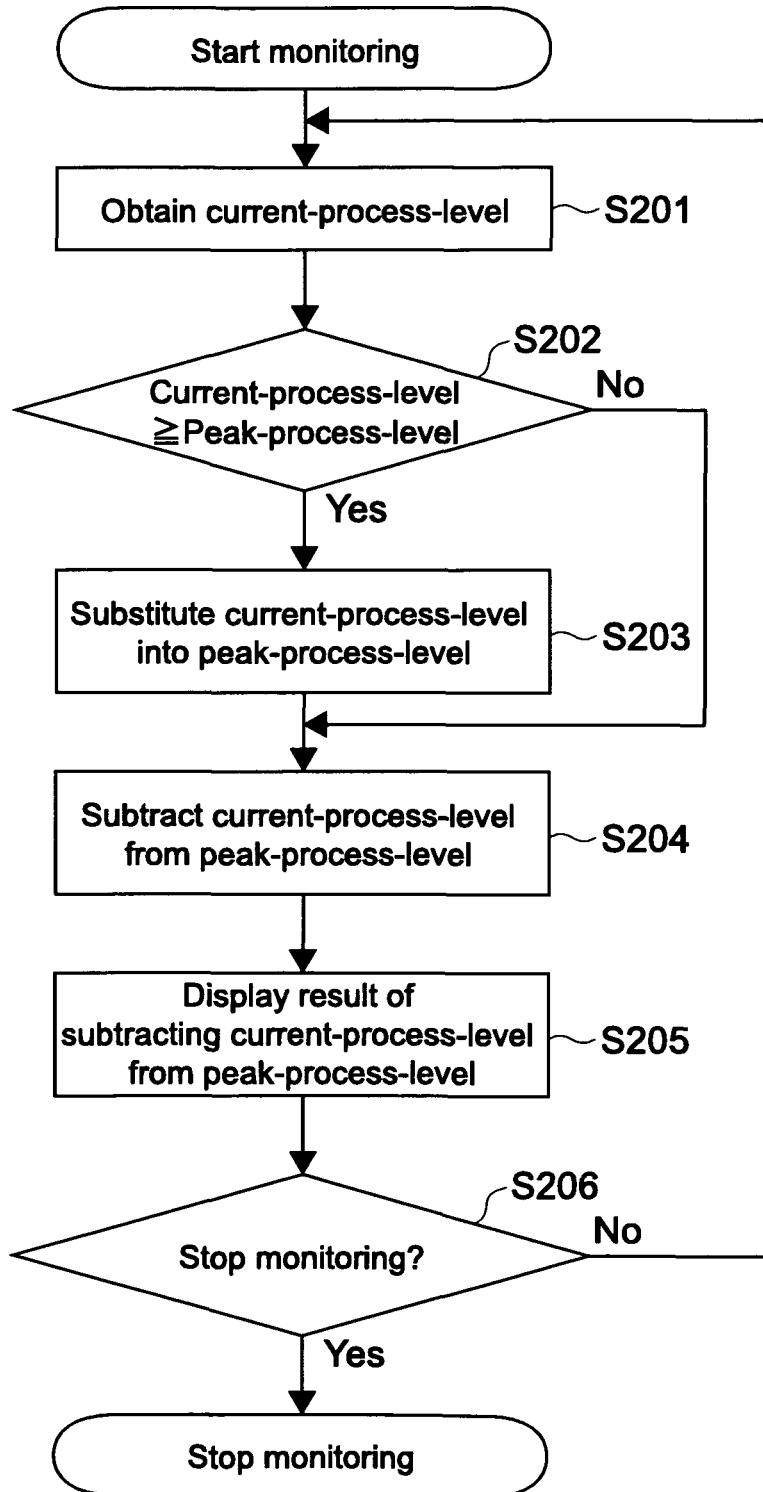 Start monitoring
Obtain current-process-level
S201
S202
Current-process-level
≧Peak-process-level
No
Yes
Substitute current-process-level
into peak-process-level
S203
Subtract current-process-level
from peak-process-level
S204
Display result of
subtracting current-process-level
from peak-process-level
S205
S206
Stop monitoring?
No
Yes
Stop monitoring